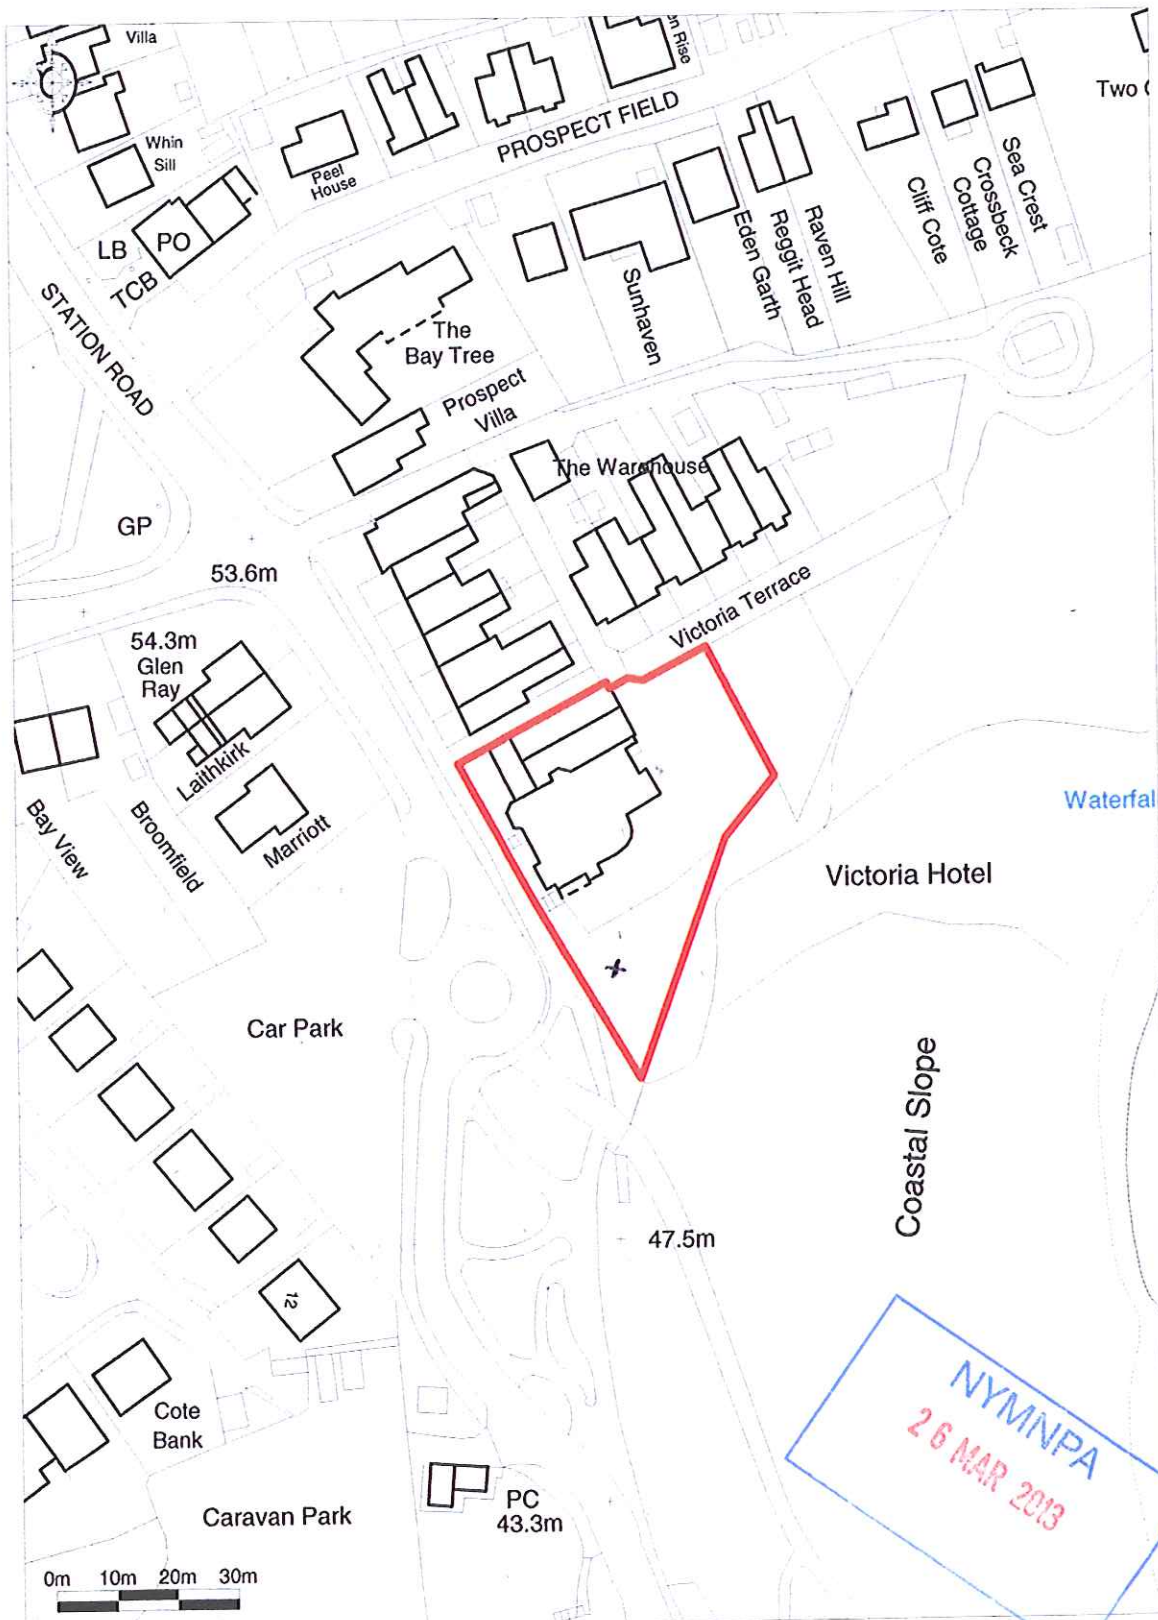 Villa
en Rise
Two
Whin
Sill
Peel
House
PROSPECT FIELD
LB
PO
TCB
STATION ROAD
The
Bay Tree
Sunhaven
Eden Garth
Reggit Head
Raven Hill
Cliff Cote
Crossbeck
Cottage
Sea Crest
Prospect
Villa
The Warehouse
GP
53.6m
Victoria Terrace
54.3m
Glen
Ray
Laithkirk
Marriott
Bay View
Broomfield
Waterfal
Victoria Hotel
Car Park
Coastal Slope
47.5m
12
Cote
Bank
Caravan Park
PC
43.3m
NYMNPA
26 MAR 2013
0m 10m 20m 30m